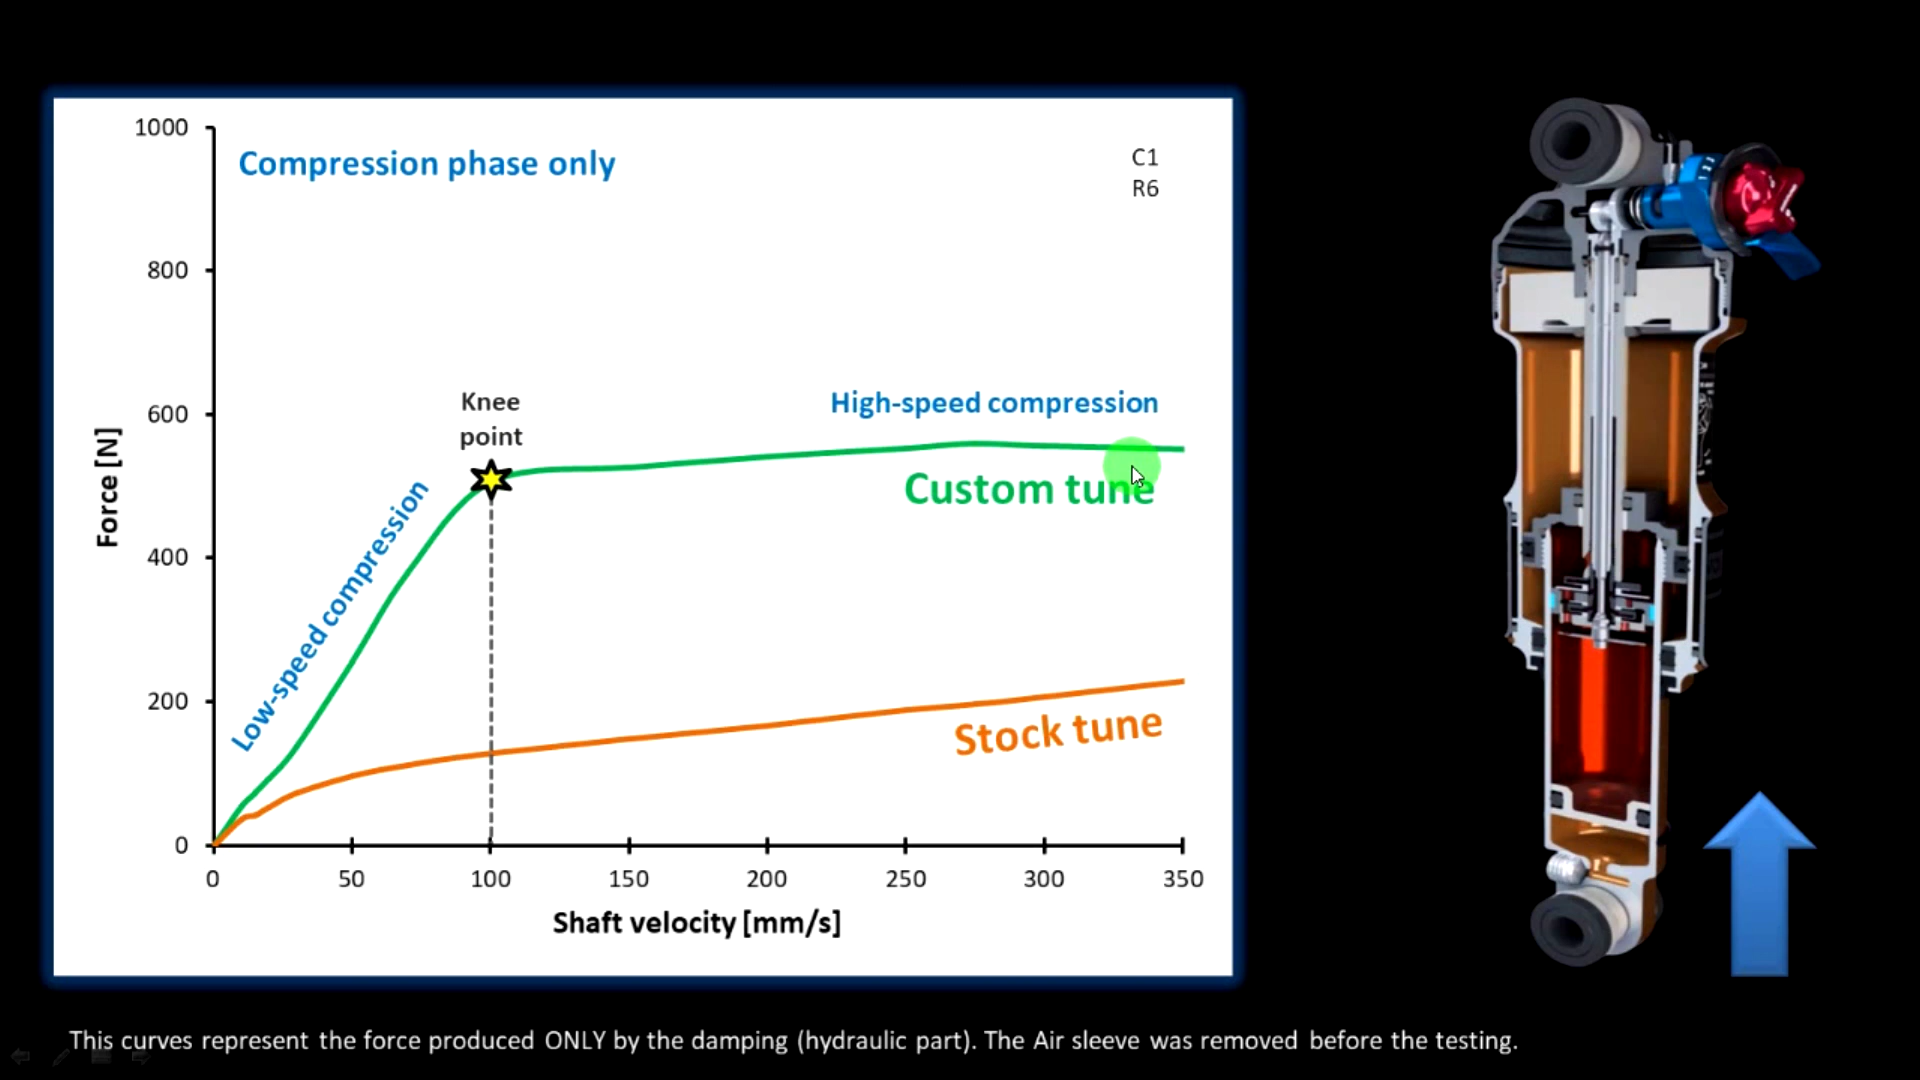 1000
800
600
400
200
0
Force [N]
Compression phase only
C1
R6
Knee
point
High-speed compression
Low-speed compression
Custom tune
Stock tune
0 50 100 150 200 250 300 350
Shaft velocity [mm/s]
This curves represent the force produced ONLY by the damping (hydraulic part). The Air sleeve was removed before the testing.